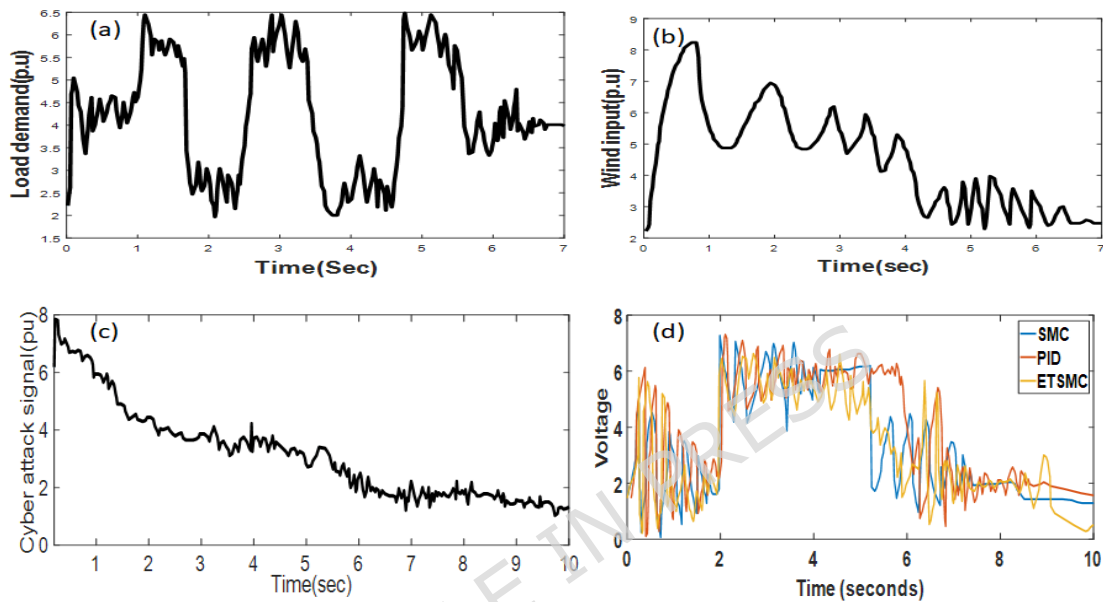 (a)
Load demand(p.u)
6.5
6
5.5
5
4.5
4
3.5
3
2.5
2
1.5
0 1 2 3 4 5 6 7
Time(Sec)
(b)
Wind input(p.u)
9
8
7
6
5
4
3
2
0 1 2 3 4 5 6 7
Time(sec)
(c)
Cyber attack signal(pu)
8
6
4
2
0
1 2 3 4 5 6 7 8 9 10
Time(sec)
(d)
SMC
PID
ETSMC
Voltage
8
6
4
2
0
0 2 4 6 8 10
Time (seconds)
E IN PRESS